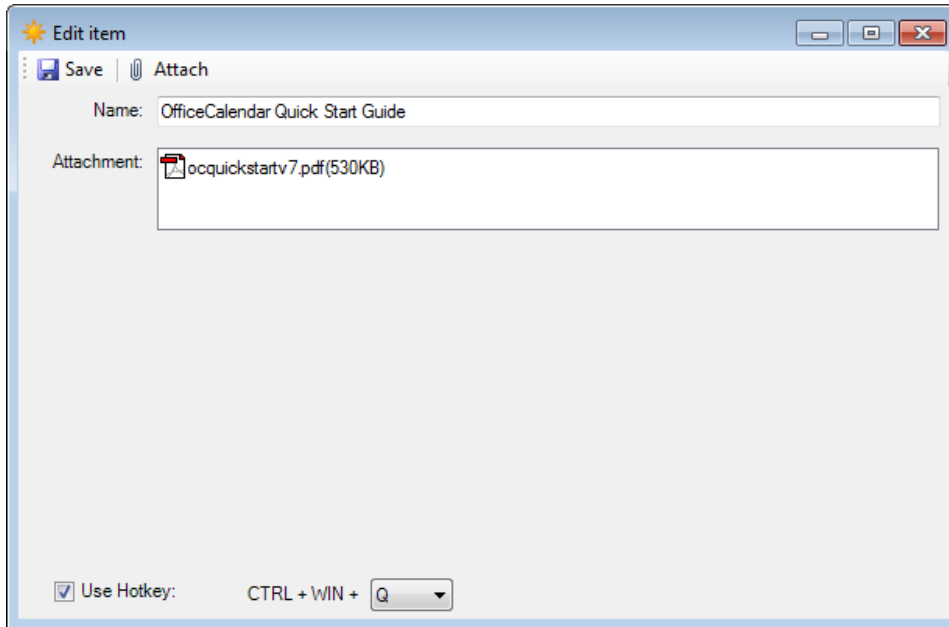 Edit item
Save Attach
Name: OfficeCalendar Quick Start Guide
Attachment: ocquickstartv7.pdf(530KB)
Use Hotkey: CTRL + WIN + Q